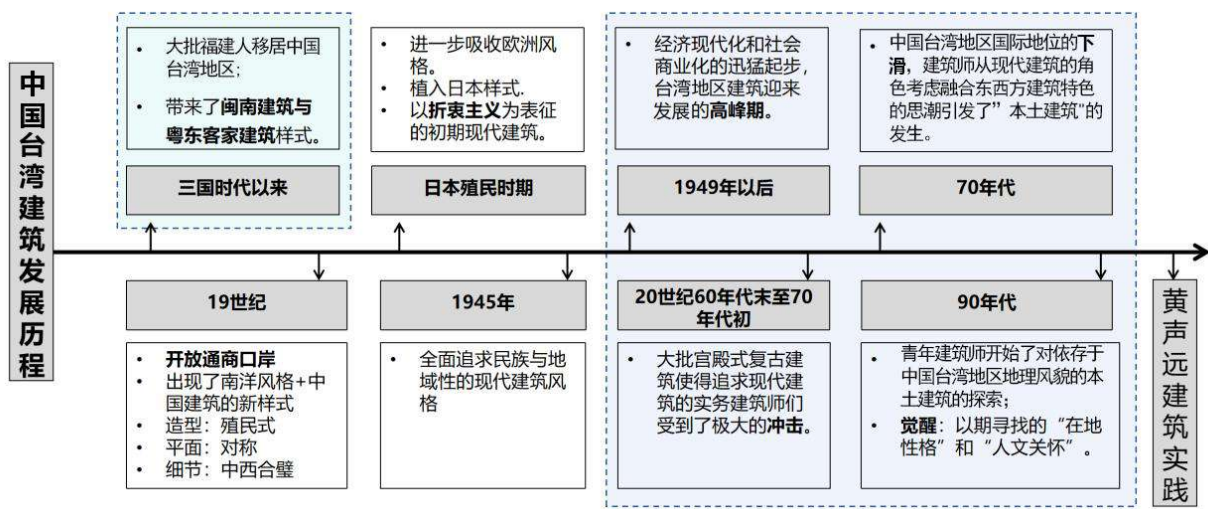 中国台湾建筑发展历程
大批福建人移居中国
台湾地区;
带来了闽南建筑与
粤东客家建筑样式。
三国时代以来
进一步吸收欧洲风
格。
植入日本样式.
以折衷主义为表征
的初期现代建筑。
日本殖民时期
经济现代化和社会
商业化的迅猛起步，
台湾地区建筑迎来
发展的高峰期。
1949年以后
中国台湾地区国际地位的下
滑，建筑师从现代建筑的角
色考虑融合东西方建筑特色
的思潮引发了”本土建筑"的
发生。
70年代
19世纪
开放通商口岸
出现了南洋风格+中
国建筑的新样式
造型：殖民式
平面：对称
细节：中西合璧
1945年
全面追求民族与地
域性的现代建筑风
格
20世纪60年代末至70
年代初
大批宫殿式复古建
筑使得追求现代建
筑的实务建筑师们
受到了极大的冲击。
90年代
青年建筑师开始了对依存于
中国台湾地区地理风貌的本
土建筑的探索;
觉醒：以期寻找的“在地
性格”和“人文关怀”。
黄声远建筑实践